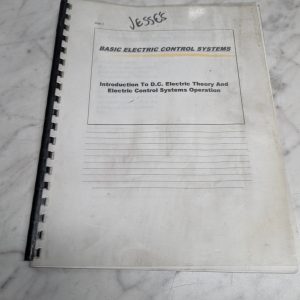 JESSES
BASIC ELECTRIC CONTROL SYSTEMS
Introduction To D.C. Electric Theory And
Electric Control Systems Operation